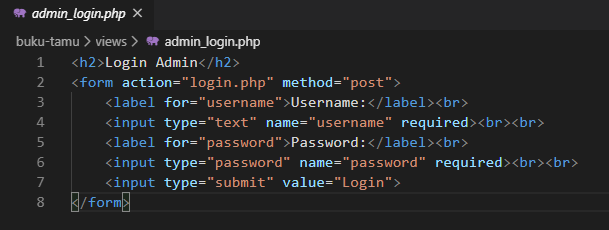 admin_login.php ×
buku-tamu > views > admin_login.php
1 <h2>Login Admin</h2>
2 <form action="login.php" method="post">
3     <label for="username">Username:</label><br>
4     <input type="text" name="username" required><br><br>
5     <label for="password">Password:</label><br>
6     <input type="password" name="password" required><br><br>
7     <input type="submit" value="Login">
8 </form>